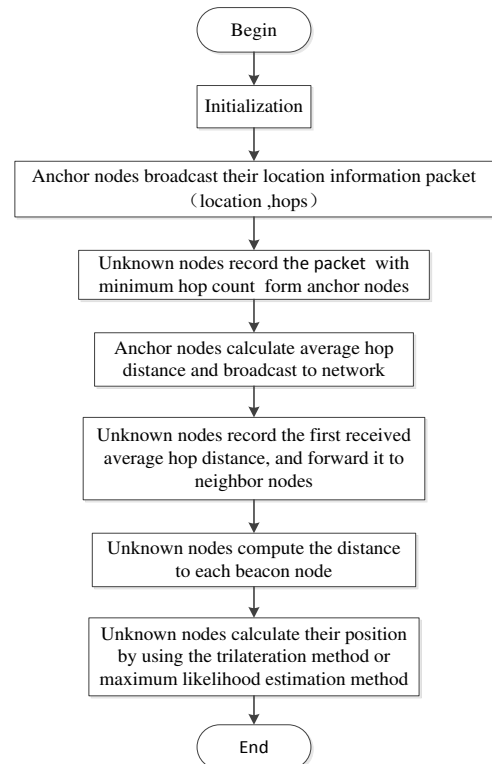 Begin
Initialization
Anchor nodes broadcast their location information packet
（location ,hops）
Unknown nodes record the packet with
minimum hop count form anchor nodes
Anchor nodes calculate average hop
distance and broadcast to network
Unknown nodes record the first received
average hop distance, and forward it to
neighbor nodes
Unknown nodes compute the distance
to each beacon node
Unknown nodes calculate their position
by using the trilateration method or
maximum likelihood estimation method
End